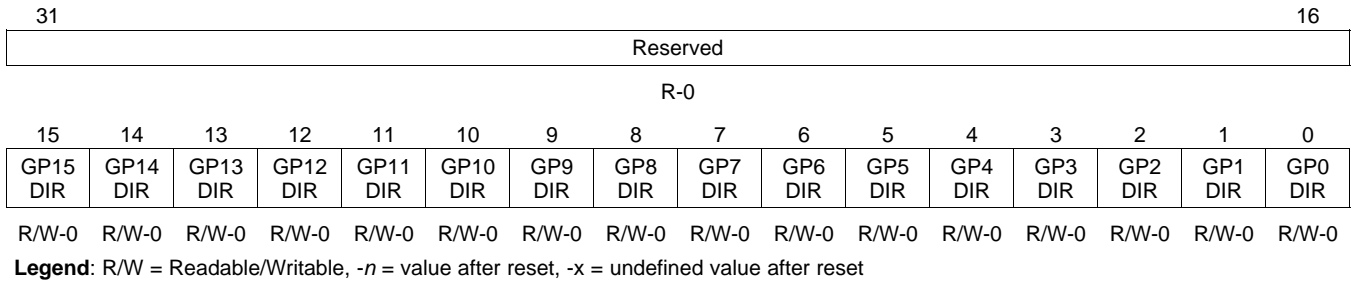 31 16
Reserved
R-0
15 14 13 12 11 10 9 8 7 6 5 4 3 2 1 0
GP15 GP14 GP13 GP12 GP11 GP10 GP9 GP8 GP7 GP6 GP5 GP4 GP3 GP2 GP1 GP0
DIR DIR DIR DIR DIR DIR DIR DIR DIR DIR DIR DIR DIR DIR DIR DIR
R/W-0 R/W-0 R/W-0 R/W-0 R/W-0 R/W-0 R/W-0 R/W-0 R/W-0 R/W-0 R/W-0 R/W-0 R/W-0 R/W-0 R/W-0 R/W-0
Legend: R/W = Readable/Writable, -n = value after reset, -x = undefined value after reset